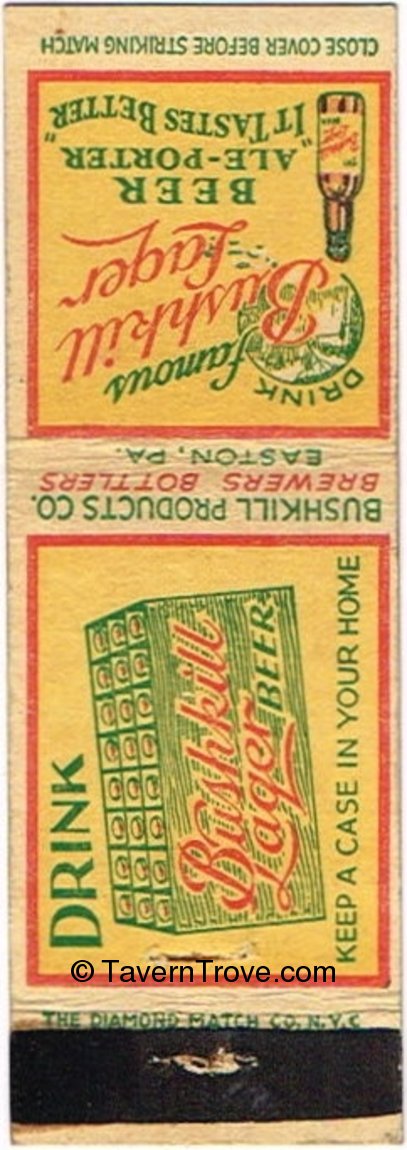 CLOSE COVER BEFORE STRIKING MATCH
DRINK
famous
Bushkill
Lager
BEER
"ALE-PORTER"
IT TASTES BETTER"
BUSHKILL PRODUCTS CO.
BREWERS BOTTLERS
EASTON, PA.
DRINK
Bushkill
Lager BEER
KEEP A CASE IN YOUR HOME
© TavernTrove.com
THE DIAMOND MATCH CO. N.Y.C